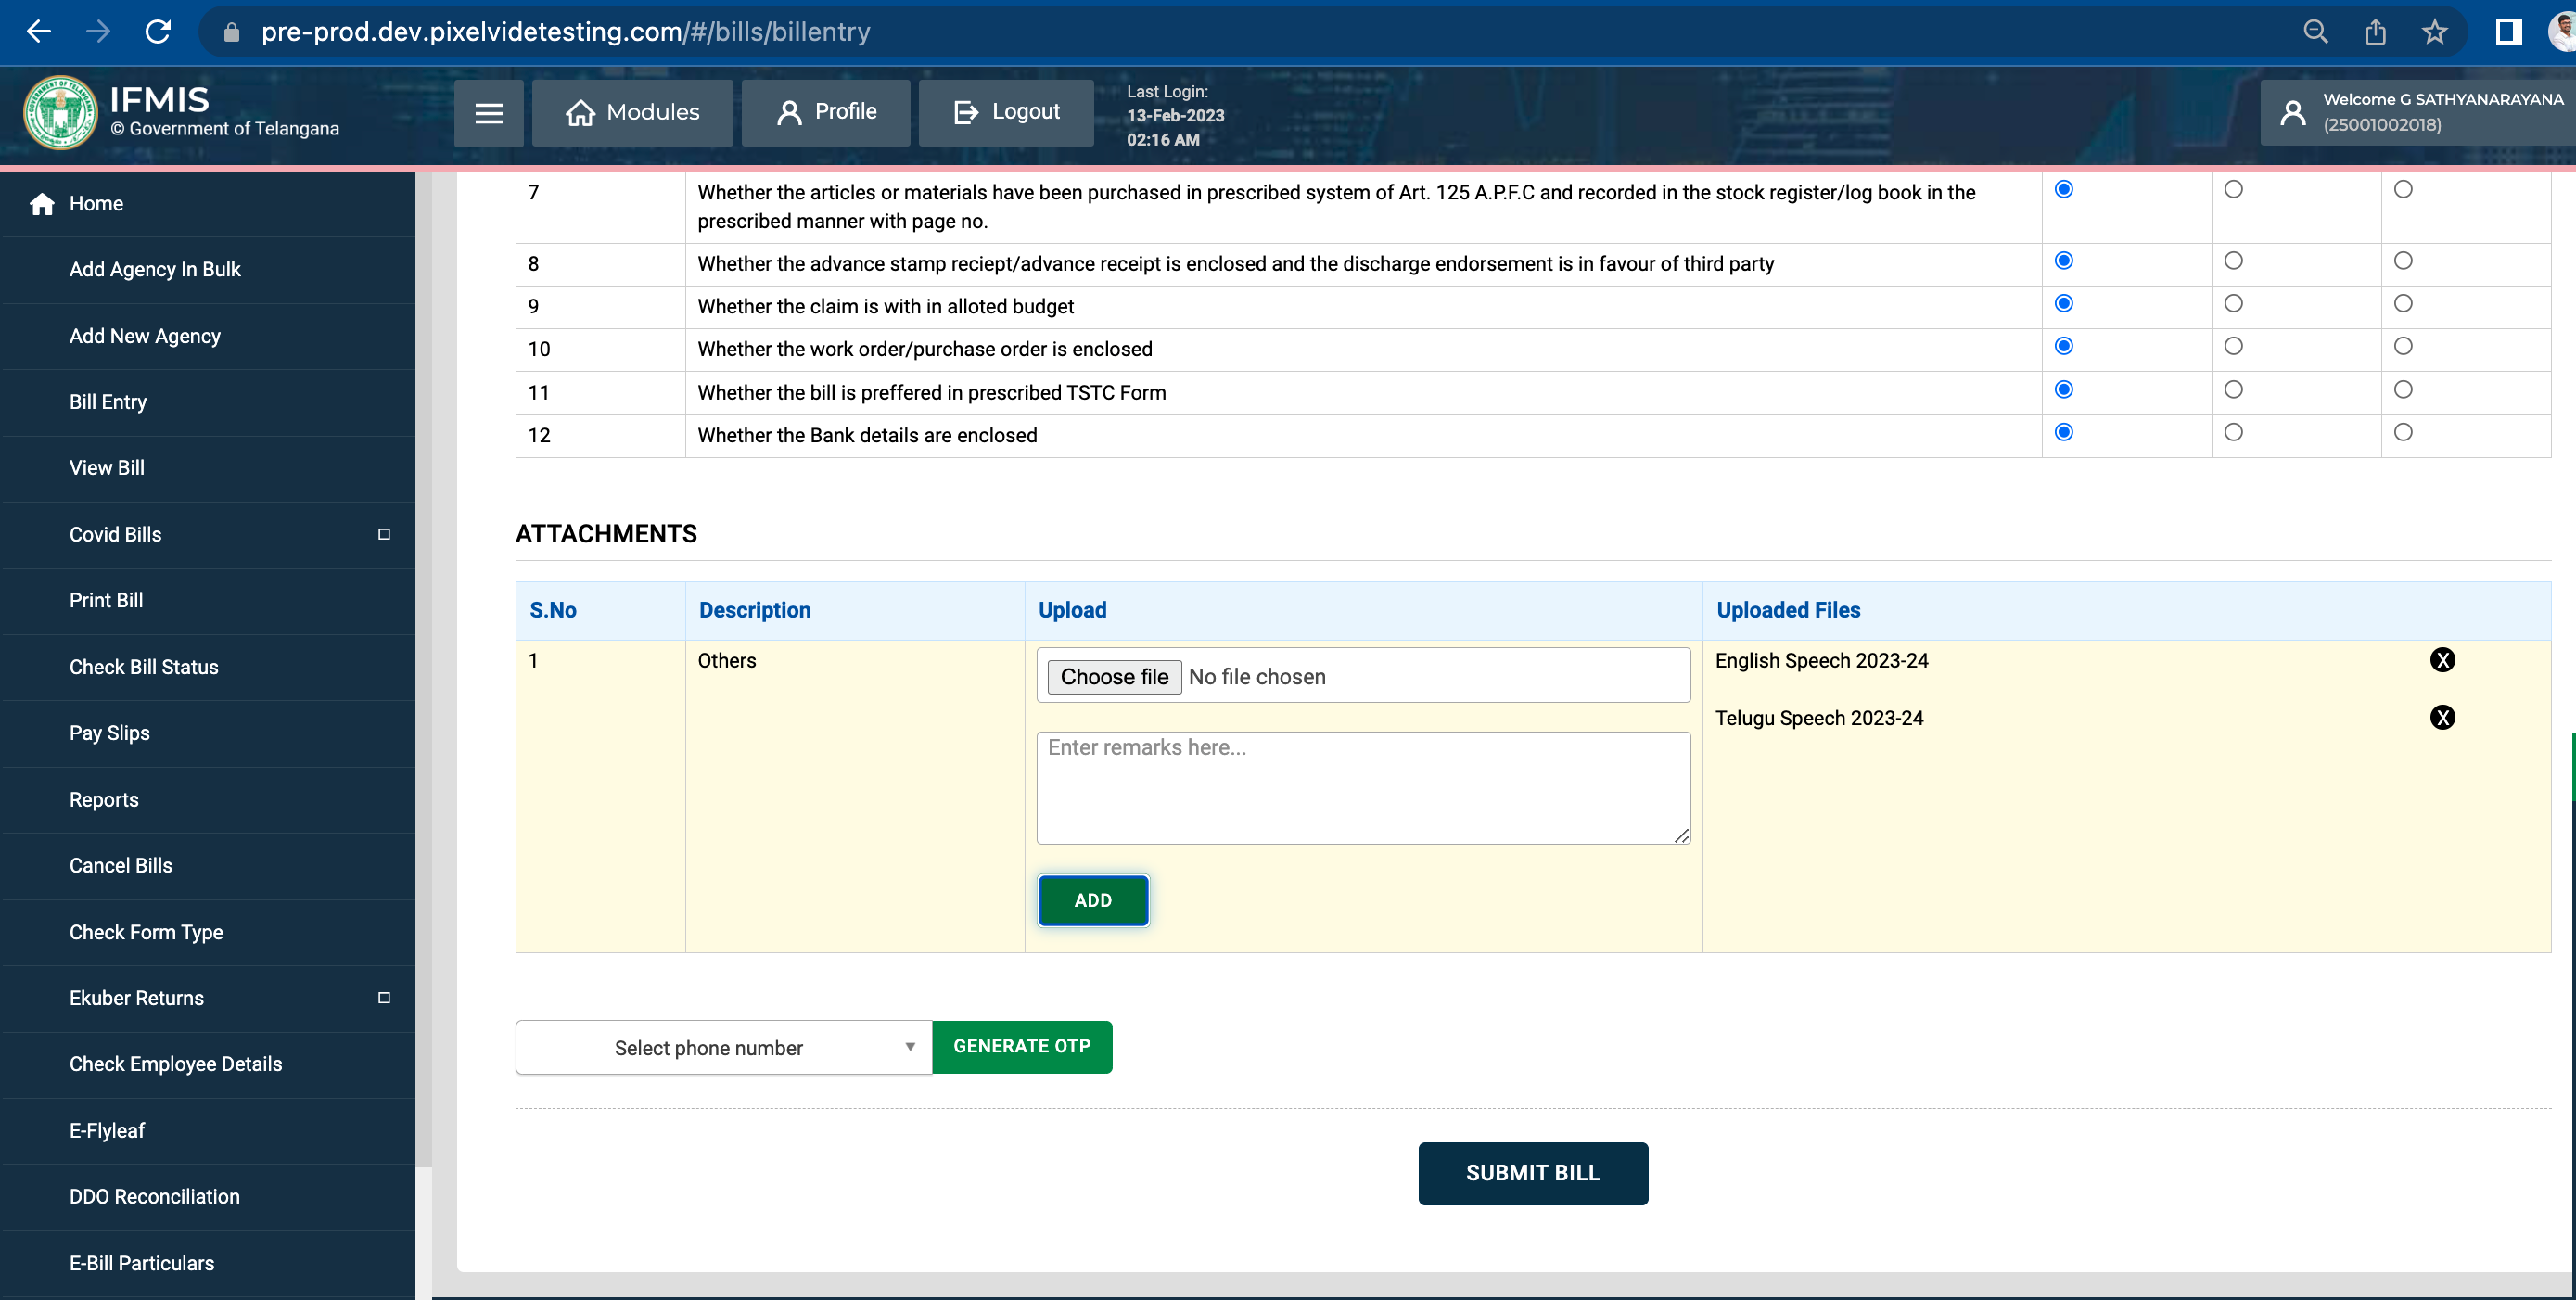 pre-prod.dev.pixelvidetesting.com/#/bills/billentry
IFMIS
© Government of Telangana
Modules
Profile
Logout
Last Login:
13-Feb-2023
02:16 AM
Welcome G SATHYANARAYANA
(25001002018)
Home
Add Agency In Bulk
Add New Agency
Bill Entry
View Bill
Covid Bills
Print Bill
Check Bill Status
Pay Slips
Reports
Cancel Bills
Check Form Type
Ekuber Returns
Check Employee Details
E-Flyleaf
DDO Reconciliation
E-Bill Particulars
7 Whether the articles or materials have been purchased in prescribed system of Art. 125 A.P.F.C and recorded in the stock register/log book in the
prescribed manner with page no.
8 Whether the advance stamp reciept/advance receipt is enclosed and the discharge endorsement is in favour of third party
9 Whether the claim is with in alloted budget
10 Whether the work order/purchase order is enclosed
11 Whether the bill is preffered in prescribed TSTC Form
12 Whether the Bank details are enclosed
ATTACHMENTS
S.No Description Upload Uploaded Files
1 Others Choose file No file chosen English Speech 2023-24 X
Telugu Speech 2023-24 X
Enter remarks here...
ADD
Select phone number GENERATE OTP
SUBMIT BILL